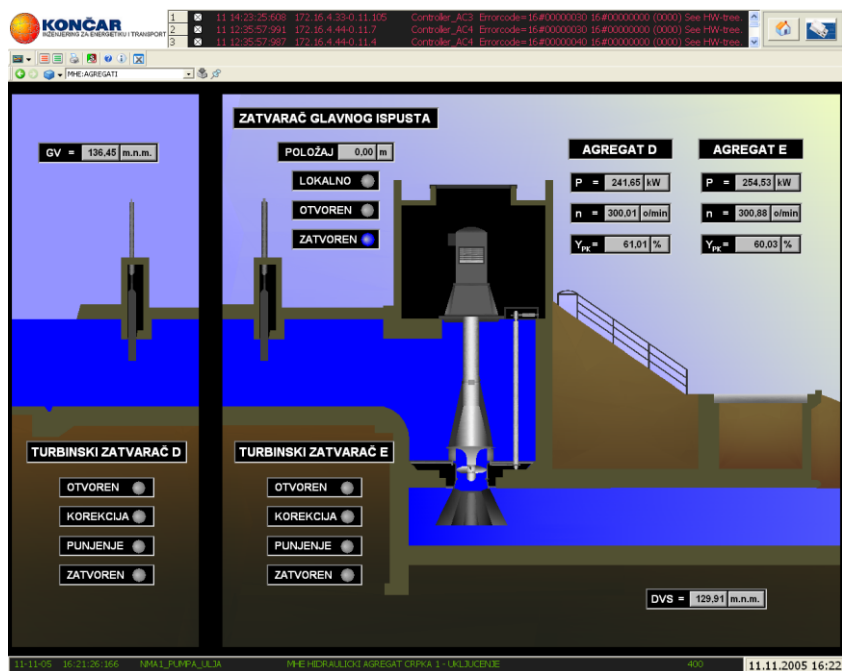 KONČAR
INŽENJERING ZA ENERGETIKU I TRANSPORT
1 11 14:23:25:608 172.16.4.33-0.11.105 Controller_AC3 Errorcode=16#00000030 16#00000000 (0000) See HW-tree.
2 11 12:35:57:991 172.16.4.44-0.11.7 Controller_AC4 Errorcode=16#00000030 16#00000000 (0000) See HW-tree.
3 11 12:35:57:987 172.16.4.44-0.11.4 Controller_AC4 Errorcode=16#00000040 16#00000000 (0000) See HW-tree.
MHE:AGREGATI
ZATVARAČ GLAVNOG ISPUSTA
GV = 136,45 m.n.m.
POLOŽAJ 0,00 m
LOKALNO
OTVOREN
ZATVOREN
AGREGAT D
P = 241,65 kW
n = 300,01 o/min
YPK= 61,01 %
AGREGAT E
P = 254,53 kW
n = 300,88 o/min
YPK= 60,03 %
TURBINSKI ZATVARAČ D
OTVOREN
KOREKCIJA
PUNJENJE
ZATVOREN
TURBINSKI ZATVARAČ E
OTVOREN
KOREKCIJA
PUNJENJE
ZATVOREN
DVS = 129,91 m.n.m.
11-11-05 16:21:26:166 NMA1_PUMPA_ULJA MHE HIDRAULICKI AGREGAT CRPKA 1 - UKLJUCENJE 400 11.11.2005 16:22